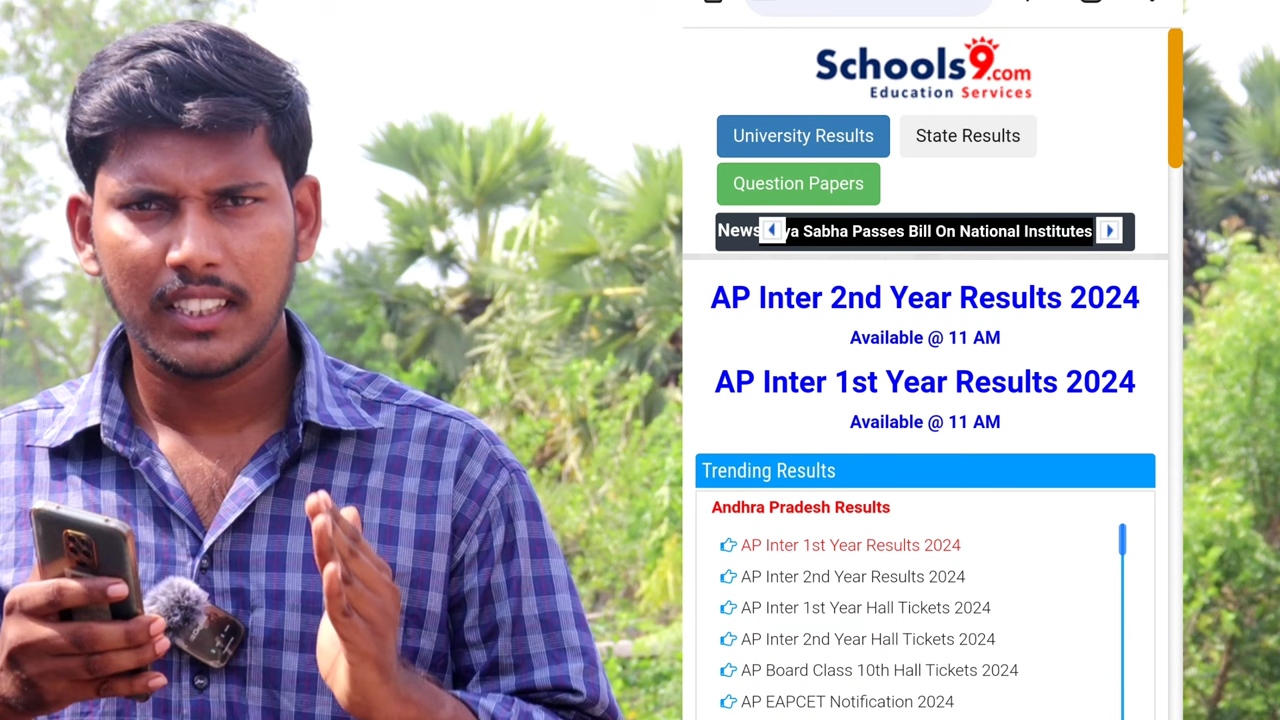 Schools9.com
Education Services
University Results
State Results
Question Papers
News
ya Sabha Passes Bill On National Institutes
AP Inter 2nd Year Results 2024
Available @ 11 AM
AP Inter 1st Year Results 2024
Available @ 11 AM
Trending Results
Andhra Pradesh Results
AP Inter 1st Year Results 2024
AP Inter 2nd Year Results 2024
AP Inter 1st Year Hall Tickets 2024
AP Inter 2nd Year Hall Tickets 2024
AP Board Class 10th Hall Tickets 2024
AP EAPCET Notification 2024